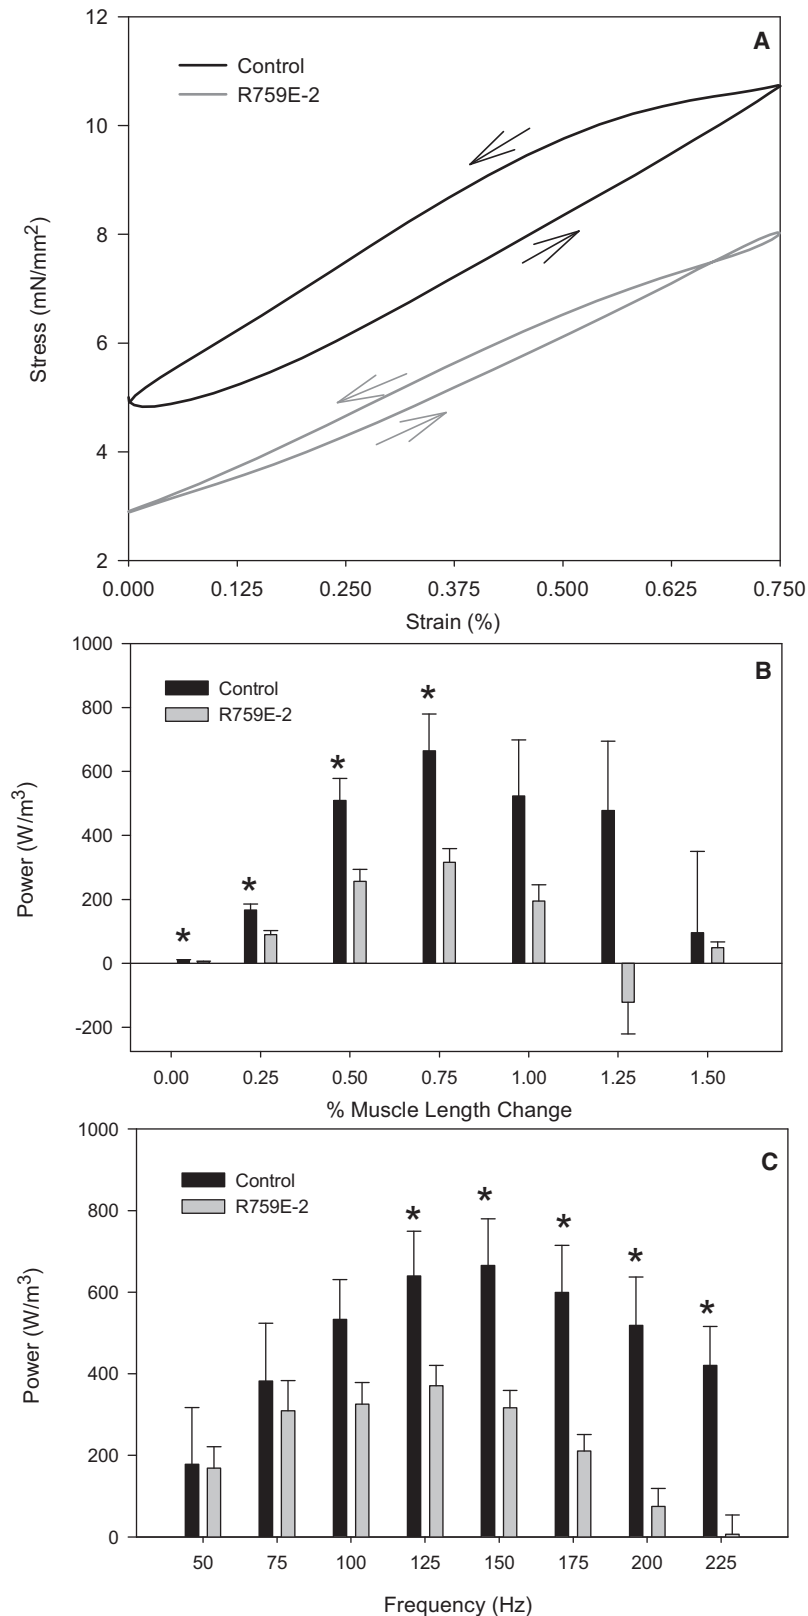 A
Control
R759E-2
12
10
8
6
4
2
Stress (mN/mm²)
0.000 0.125 0.250 0.375 0.500 0.625 0.750
Strain (%)
B
Control
R759E-2
1000
800
600
400
200
0
-200
Power (W/m³)
* * * *
0.00 0.25 0.50 0.75 1.00 1.25 1.50
% Muscle Length Change
C
Control
R759E-2
1000
800
600
400
200
0
Power (W/m³)
* * * * *
50 75 100 125 150 175 200 225
Frequency (Hz)